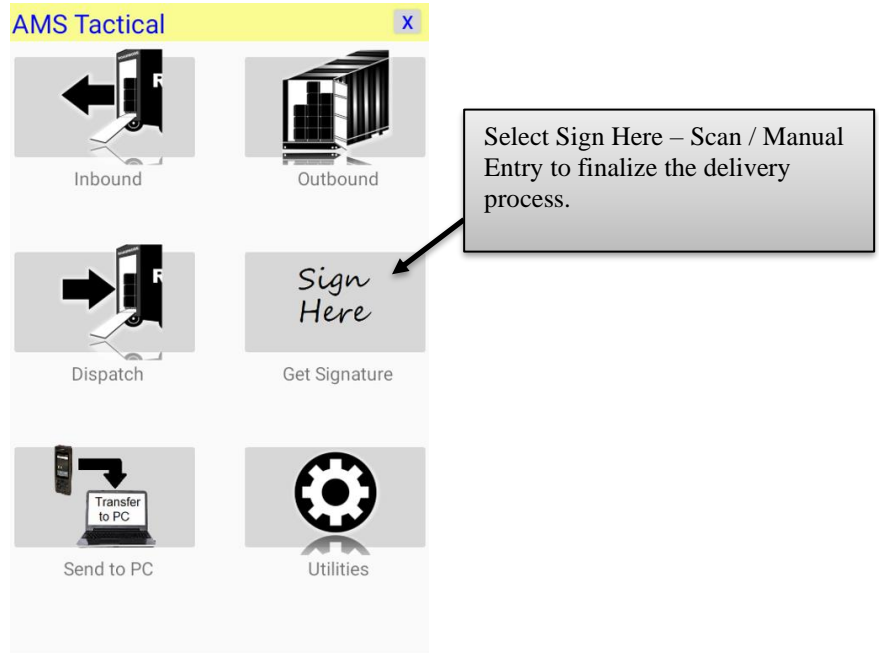 AMS Tactical
X
R
Inbound
Outbound
Select Sign Here – Scan / Manual
Entry to finalize the delivery
process.
R
Dispatch
Sign
Here
Get Signature
Transfer
to PC
Send to PC
Utilities